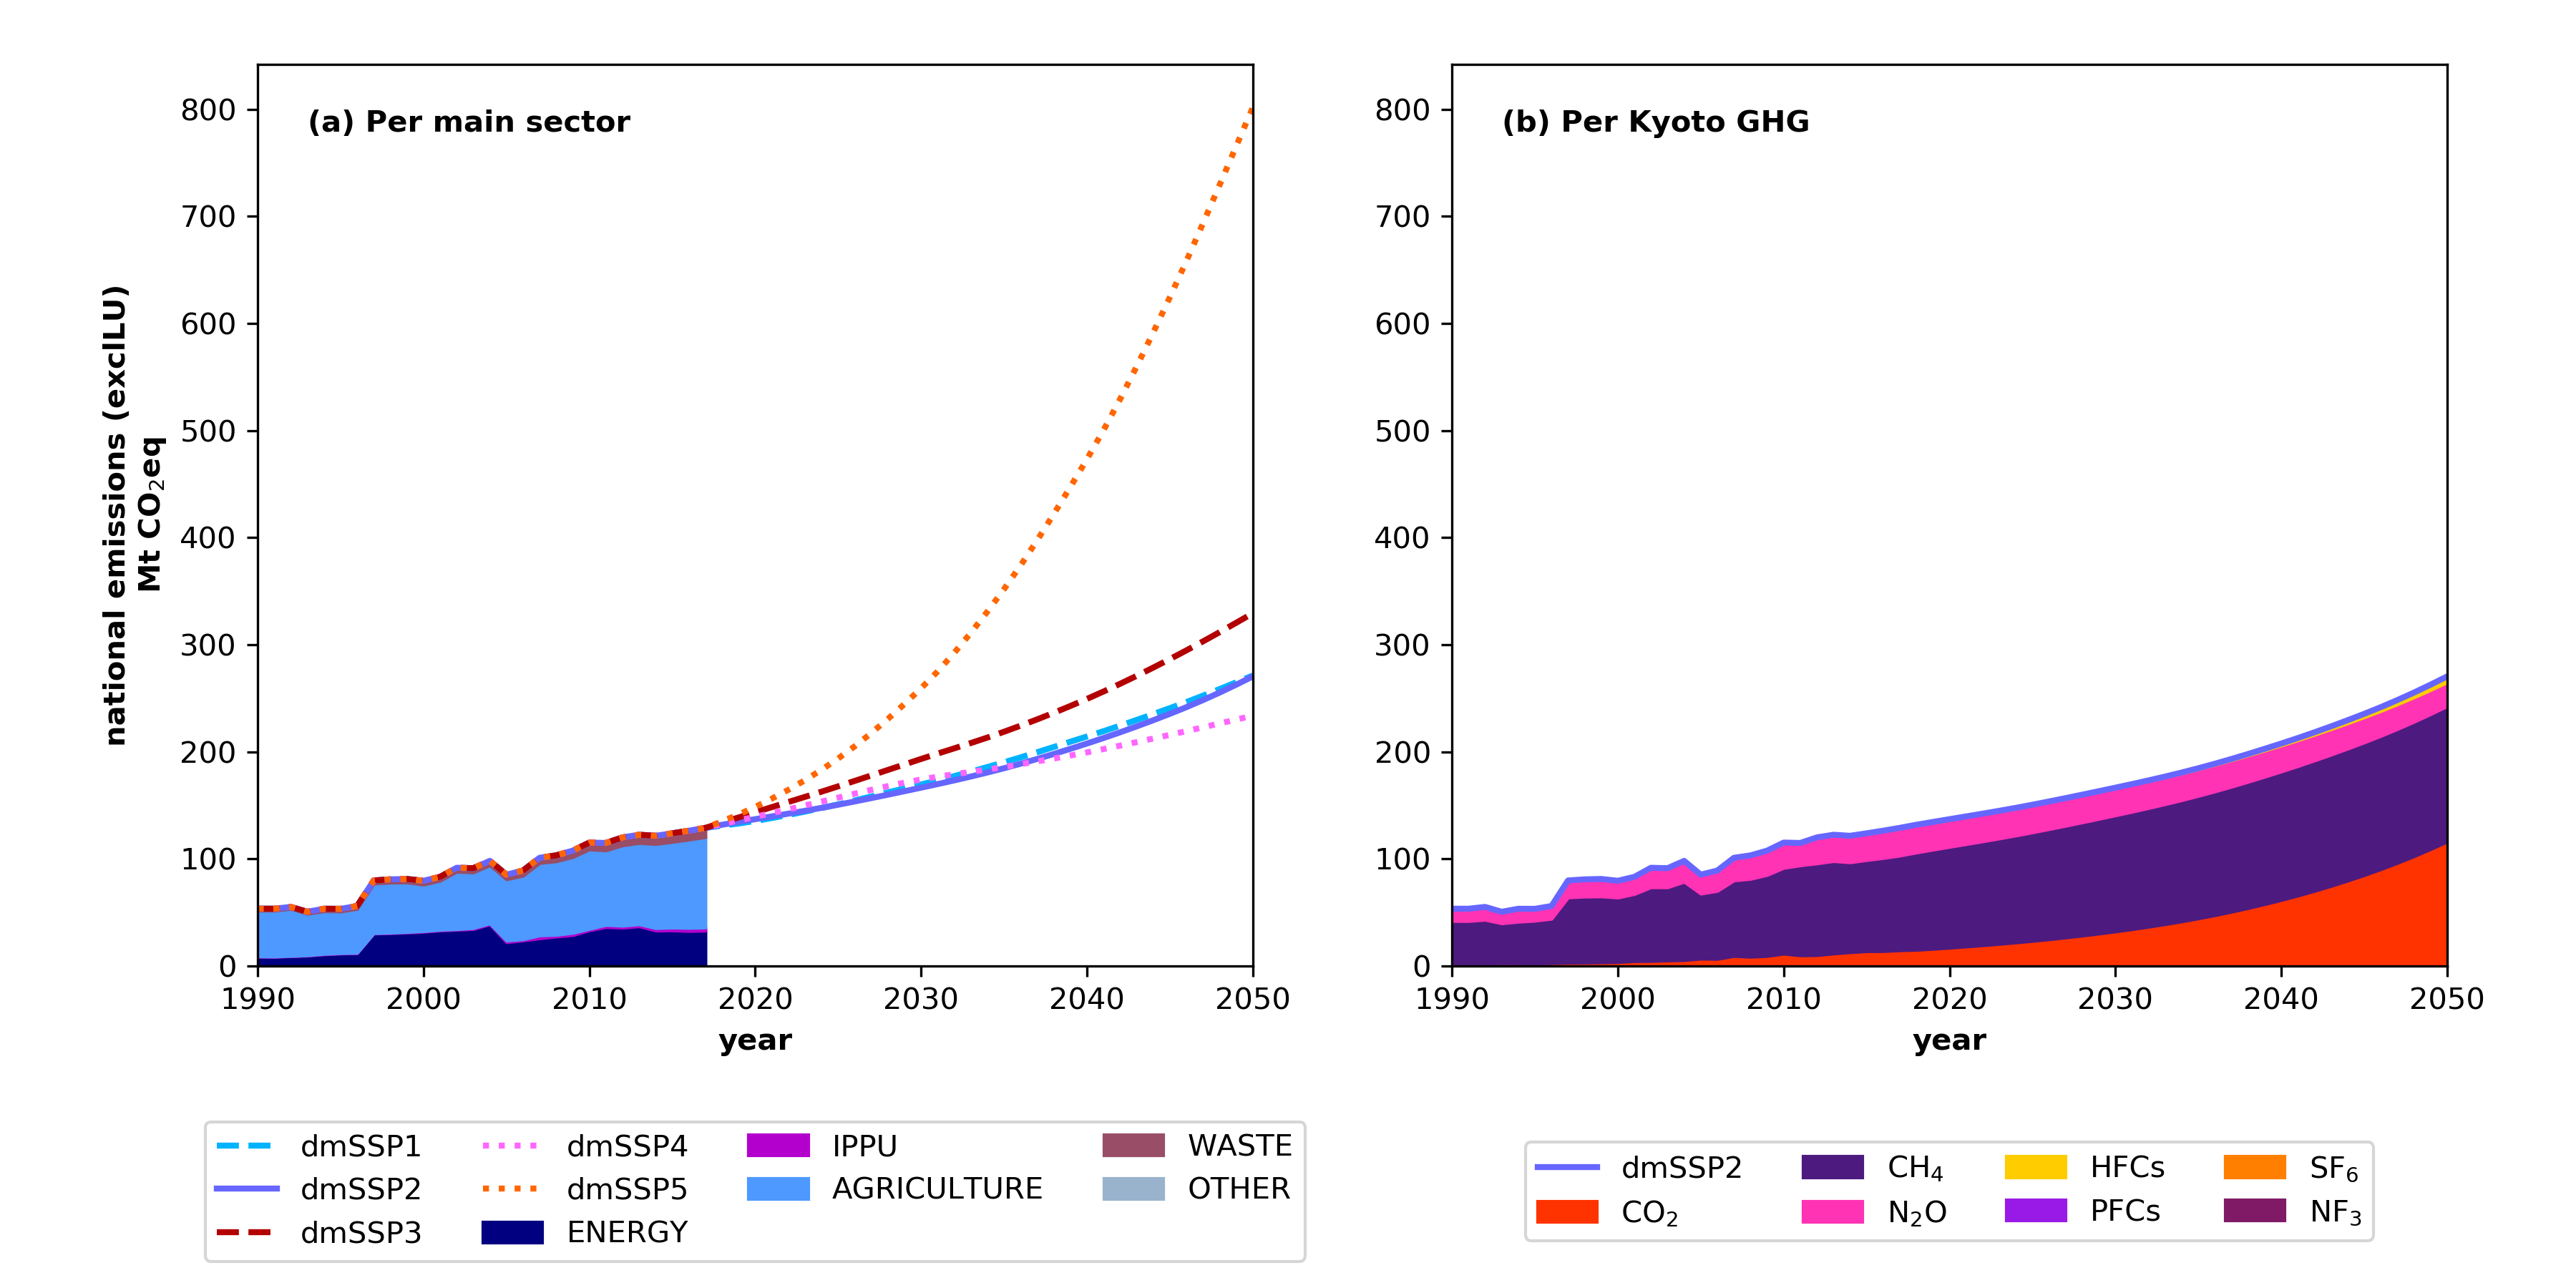 (a) Per main sector
800
700
600
500
400
300
200
100
0
national emissions (exclLU)
Mt CO₂eq
1990 2000 2010 2020 2030 2040 2050
year
dmSSP1 dmSSP4 IPPU WASTE
dmSSP2 dmSSP5 AGRICULTURE OTHER
dmSSP3 ENERGY
(b) Per Kyoto GHG
800
700
600
500
400
300
200
100
0
1990 2000 2010 2020 2030 2040 2050
year
dmSSP2 CH₄ HFCs SF₆
CO₂ N₂O PFCs NF₃